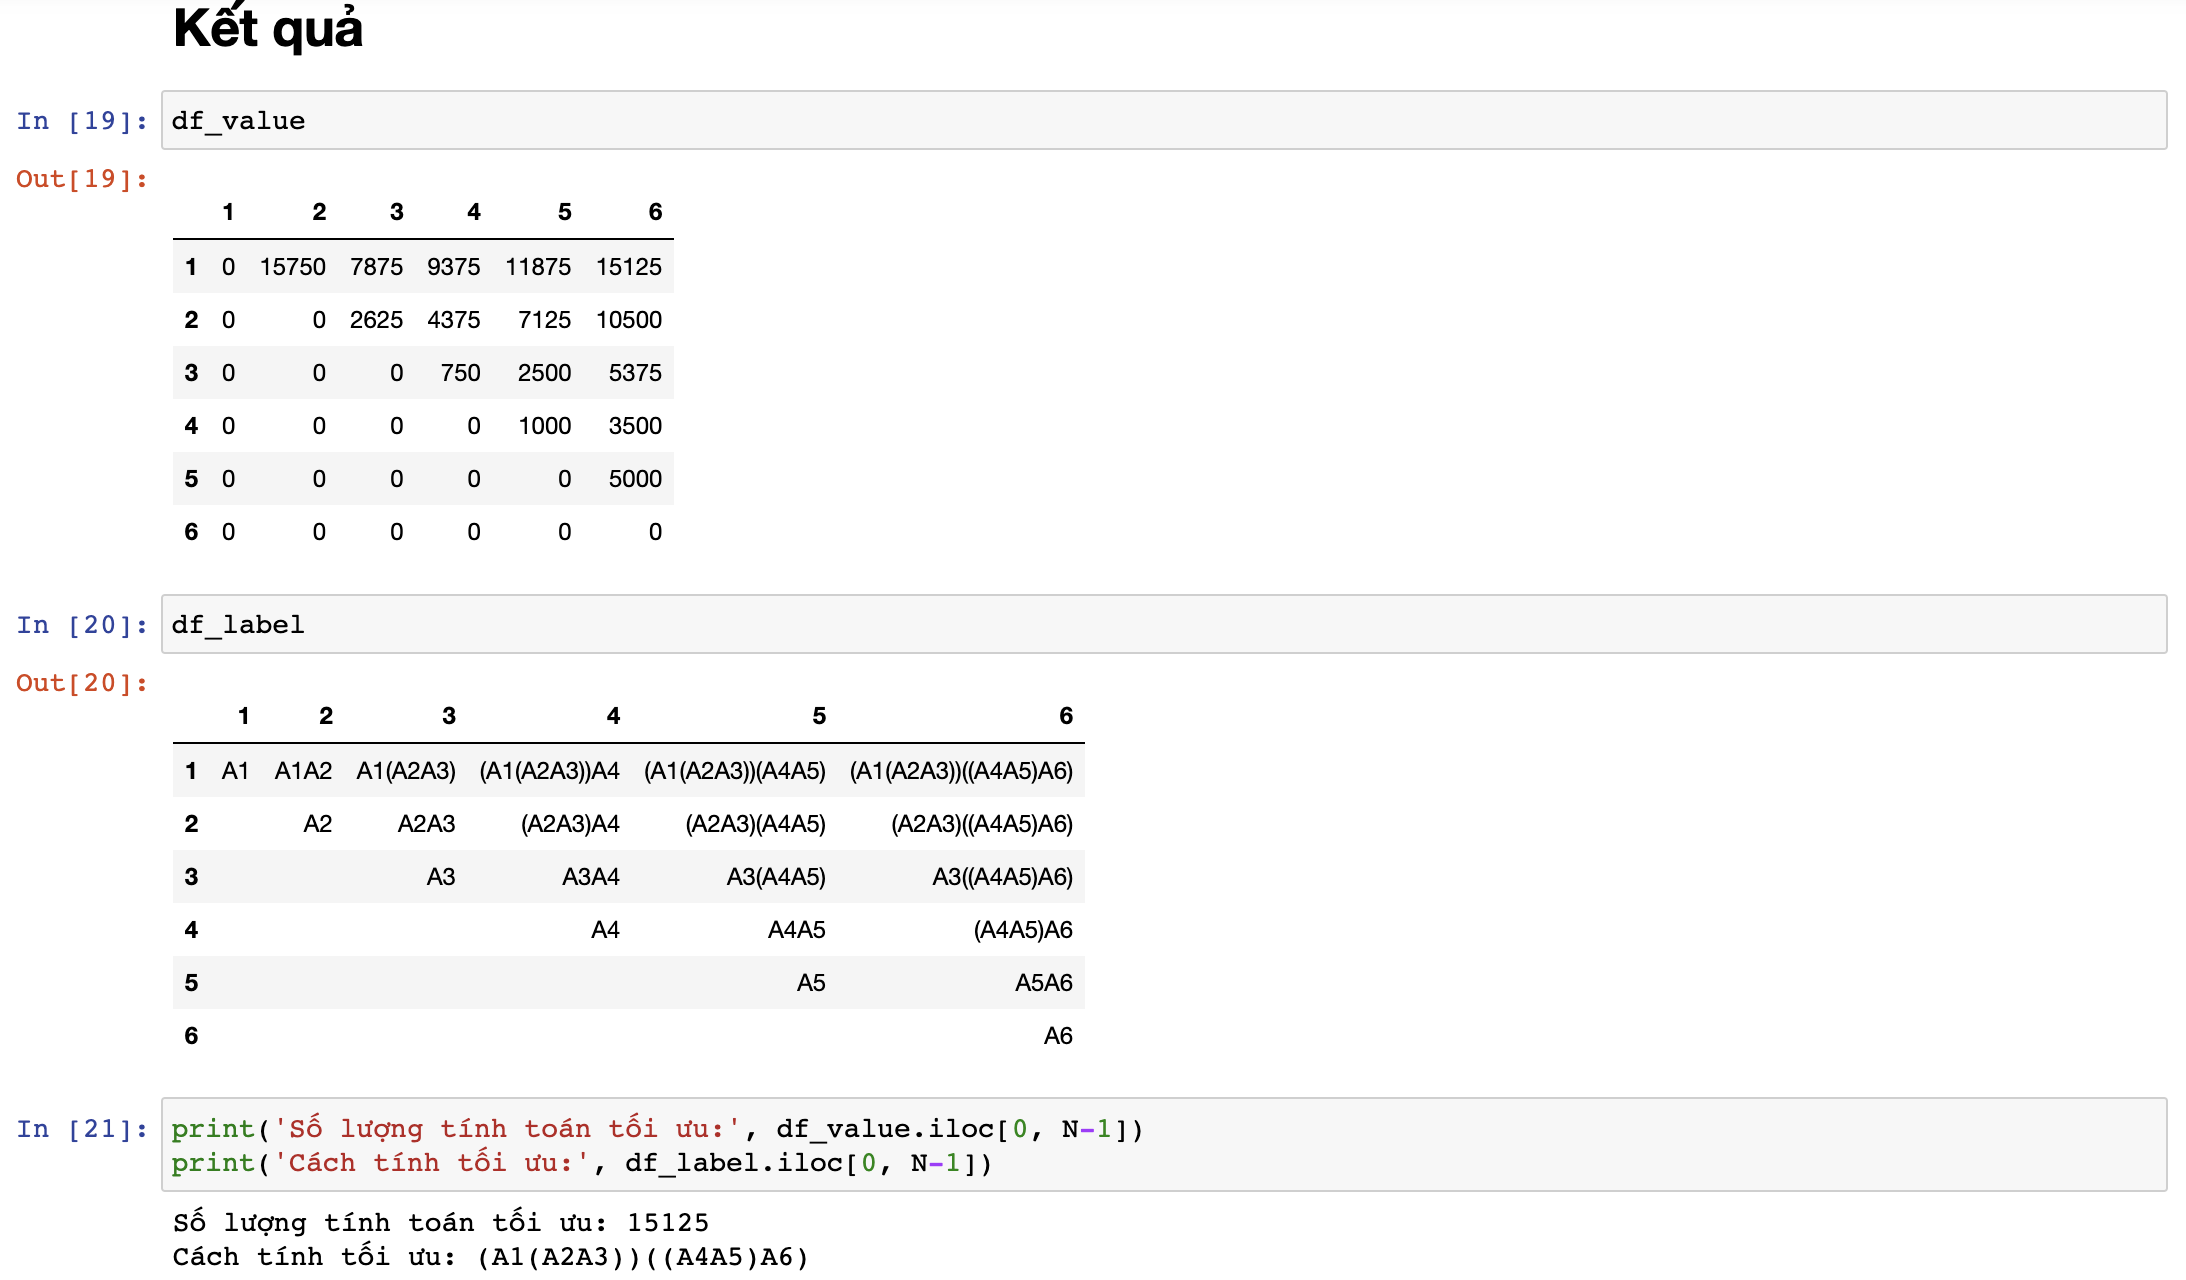 Kết quả
In [19]: df_value
Out[19]:
1 2 3 4 5 6
1 0 15750 7875 9375 11875 15125
2 0 0 2625 4375 7125 10500
3 0 0 0 750 2500 5375
4 0 0 0 0 1000 3500
5 0 0 0 0 0 5000
6 0 0 0 0 0 0
In [20]: df_label
Out[20]:
1 2 3 4 5 6
1 A1 A1A2 A1(A2A3) (A1(A2A3))A4 (A1(A2A3))(A4A5) (A1(A2A3))((A4A5)A6)
2 A2 A2A3 (A2A3)A4 (A2A3)(A4A5) (A2A3)((A4A5)A6)
3 A3 A3A4 A3(A4A5) A3((A4A5)A6)
4 A4 A4A5 (A4A5)A6
5 A5 A5A6
6 A6
In [21]: print('Số lượng tính toán tối ưu:', df_value.iloc[0, N-1])
print('Cách tính tối ưu:', df_label.iloc[0, N-1])
Số lượng tính toán tối ưu: 15125
Cách tính tối ưu: (A1(A2A3))((A4A5)A6)